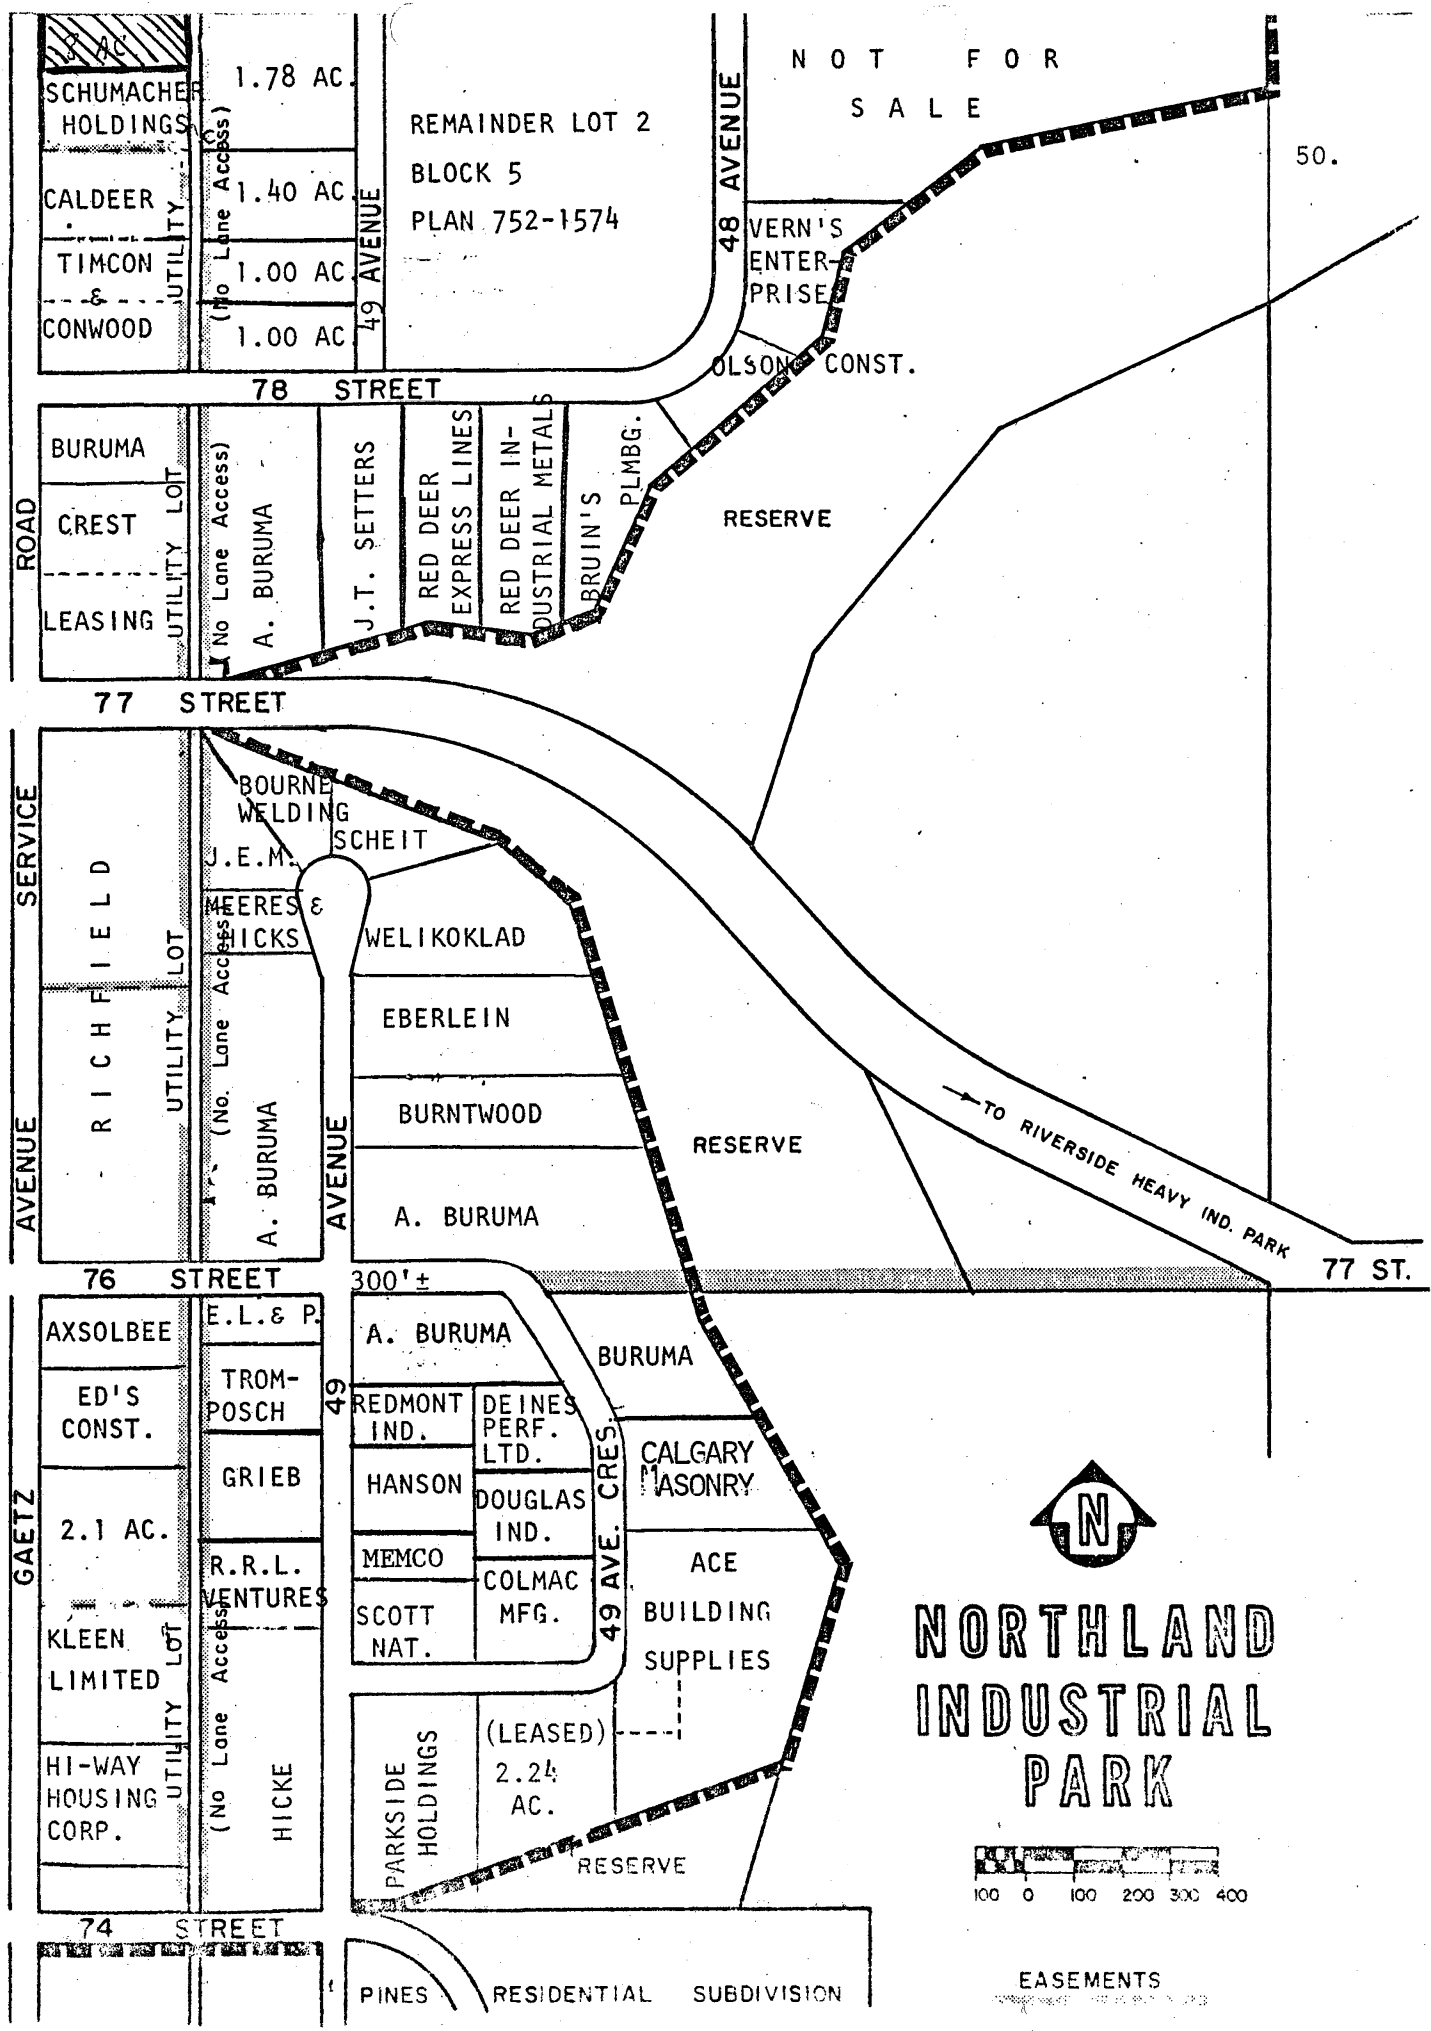 8 AC.
SCHUMACHER
HOLDINGS
1.78 AC.
(No Lane Access)
UTILITY
CALDEER
1.40 AC.
TIMCON
&
CONWOOD
1.00 AC.
1.00 AC.
49 AVENUE
REMAINDER LOT 2
BLOCK 5
PLAN 752-1574
48 AVENUE
NOT FOR
SALE
50.
VERN'S
ENTER-
PRISE
OLSON CONST.
78 STREET
BURUMA
CREST
LEASING
UTILITY LOT
(No Lane Access)
A. BURUMA
J.T. SETTERS
RED DEER
EXPRESS LINES
RED DEER IN-
DUSTRIAL METALS
BRUIN'S
PLMBG.
RESERVE
77 STREET
GAETZ AVENUE SERVICE ROAD
RICHFIELD
UTILITY LOT
(No. Lane Access)
BOURNE
WELDING
SCHEIT
J.E.M.
MEERES &
HICKS
WELIKOKLAD
EBERLEIN
BURNTWOOD
A. BURUMA
A. BURUMA
49 AVENUE
RESERVE
TO RIVERSIDE HEAVY IND. PARK
77 ST.
76 STREET
300'±
AXSOLBEE
ED'S
CONST.
2.1 AC.
KLEEN
LIMITED
HI-WAY
HOUSING
CORP.
UTILITY LOT
(No Lane Access)
E.L.& P.
TROM-
POSCH
GRIEB
R.R.L.
VENTURES
HICKE
A. BURUMA
REDMONT
IND.
HANSON
MEMCO
SCOTT
NAT.
DEINES
PERF.
LTD.
DOUGLAS
IND.
COLMAC
MFG.
49 AVE. CRES.
BURUMA
CALGARY
MASONRY
ACE
BUILDING
SUPPLIES
PARKSIDE
HOLDINGS
(LEASED)
2.24
AC.
RESERVE
N
NORTHLAND
INDUSTRIAL
PARK
100 0 100 200 300 400
74 STREET
PINES RESIDENTIAL SUBDIVISION
EASEMENTS